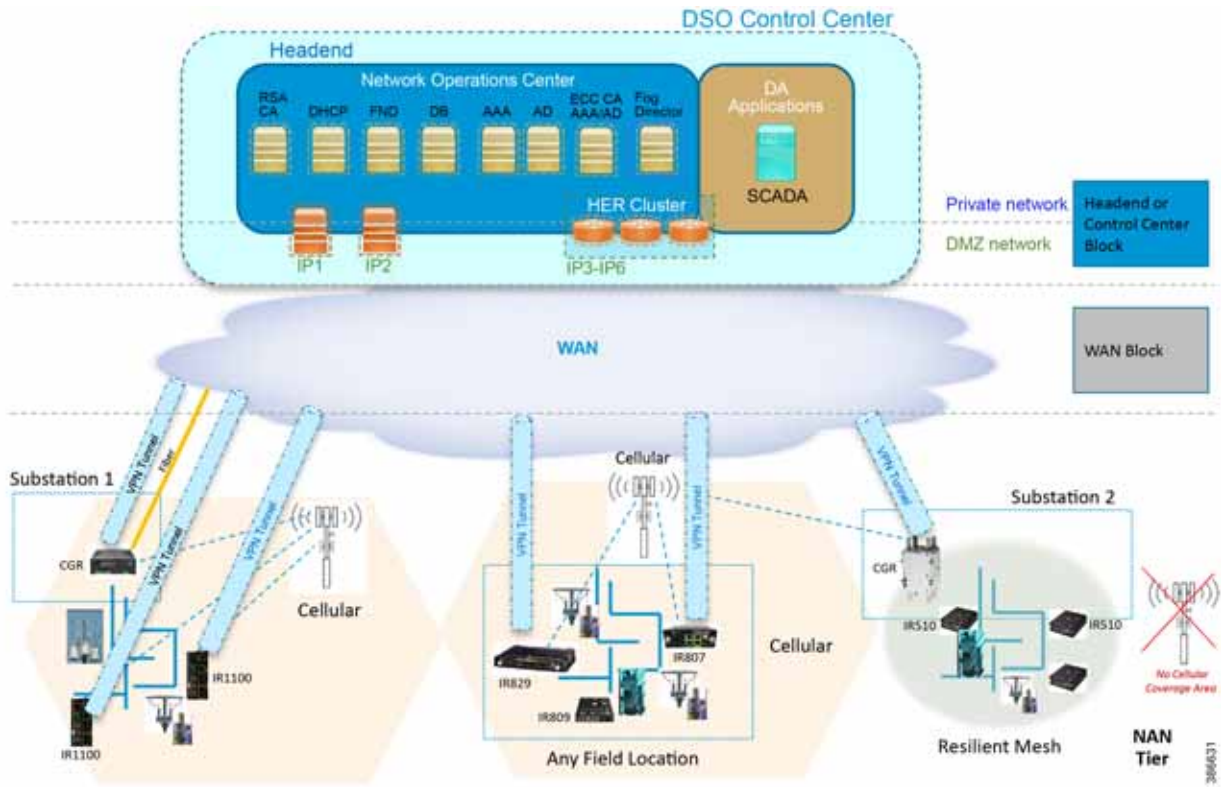 DSO Control Center
Headend
Network Operations Center
RSA
CA
DHCP
FND
DB
AAA
AD
ECC CA
AAA/AD
Fog
Director
DA
Applications
SCADA
HER Cluster
IP1
IP2
IP3-IP6
Private network
DMZ network
Headend or
Control Center
Block
WAN
WAN Block
Substation 1
VPN Tunnel
Fiber
VPN Tunnel
VPN Tunnel
CGR
Cellular
IR1100
IR1100
Cellular
VPN Tunnel
VPN Tunnel
IR829
IR807
IR809
Cellular
Any Field Location
VPN Tunnel
Substation 2
CGR
IR510
IR510
Resilient Mesh
No Cellular
Coverage Area
NAN
Tier
386631